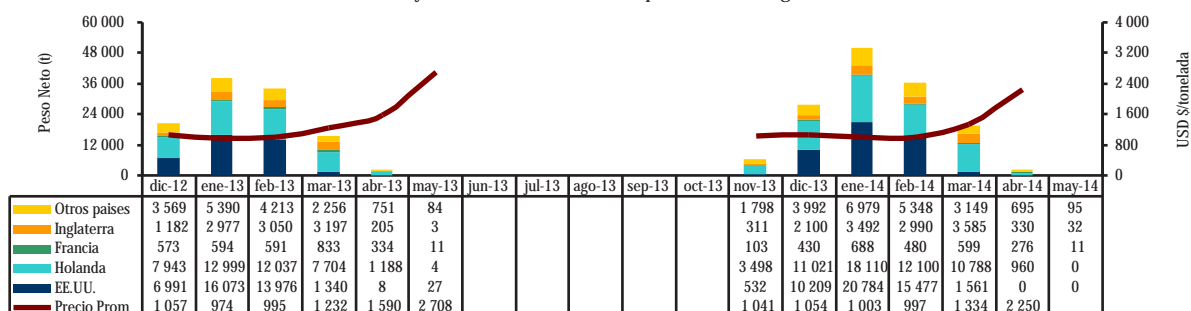 60 000
48 000
36 000
24 000
12 000
0
Peso Neto (t)
4 000
3 200
2 400
1 600
800
0
USD $/tonelada
dic-12 ene-13 feb-13 mar-13 abr-13 may-13 jun-13 jul-13 ago-13 sep-13 oct-13 nov-13 dic-13 ene-14 feb-14 mar-14 abr-14 may-14
Otros paises 3 569 5 390 4 213 2 256 751 84 1 798 3 992 6 979 5 348 3 149 695 95
Inglaterra 1 182 2 977 3 050 3 197 205 3 311 2 100 3 492 2 990 3 585 330 32
Francia 573 594 591 833 334 11 103 430 688 480 599 276 11
Holanda 7 943 12 999 12 037 7 704 1 188 4 3 498 11 021 18 110 12 100 10 788 960 0
EE.UU. 6 991 16 073 13 976 1 340 8 27 532 10 209 20 784 15 477 1 561 0 0
Precio Prom 1 057 974 995 1 232 1 590 2 708 1 041 1 054 1 003 997 1 334 2 250